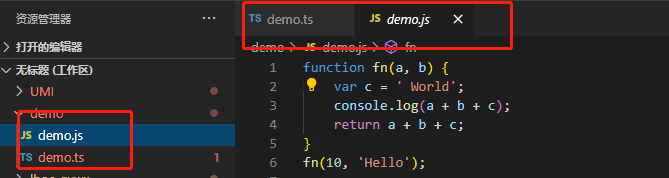 资源管理器
打开的编辑器
无标题 (工作区)
UMI
demo
JS demo.js
TS demo.ts 1
TS demo.ts
JS demo.js ×
demo > JS demo.js > fn
1 function fn(a, b) {
2 var c = ' World';
3 console.log(a + b + c);
4 return a + b + c;
5 }
6 fn(10, 'Hello');